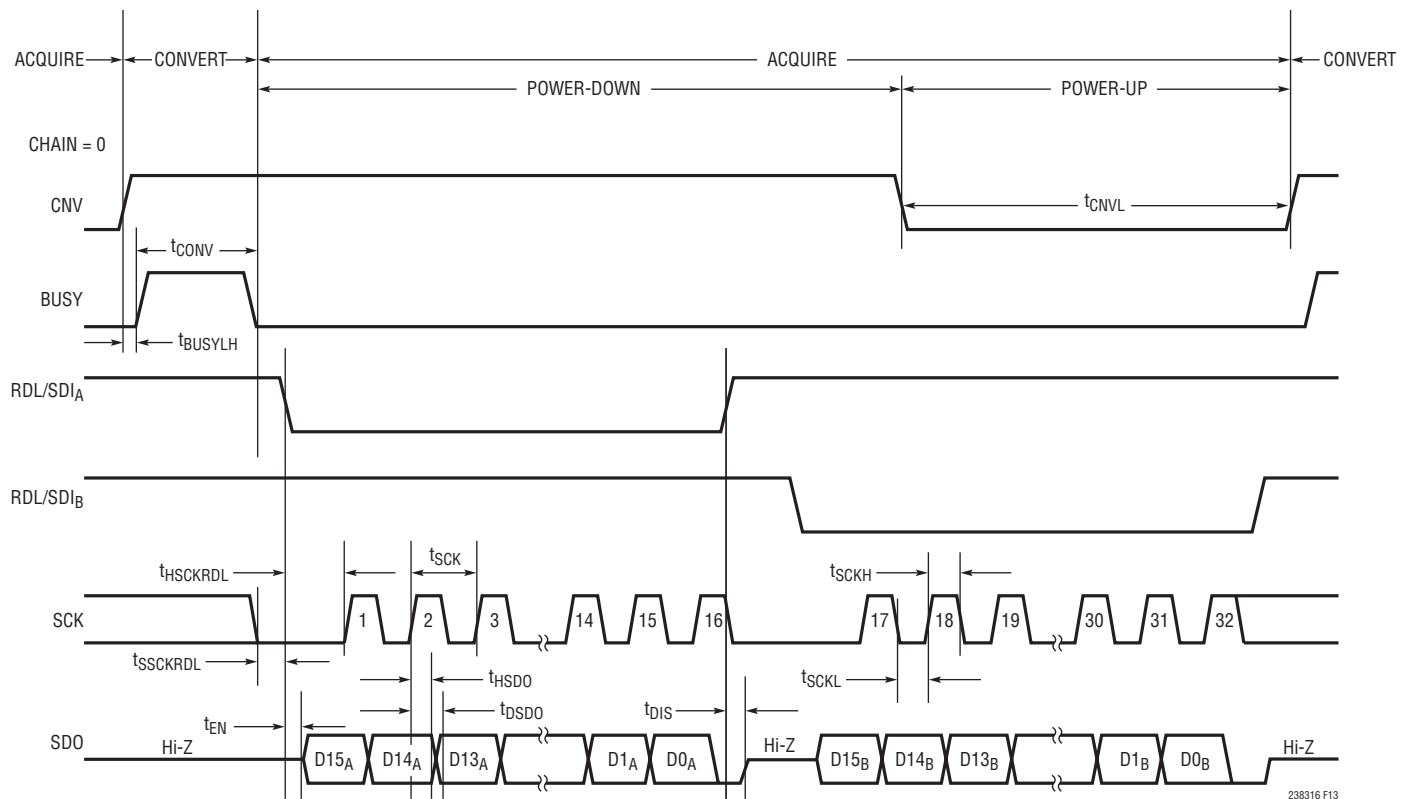 ACQUIRE CONVERT ACQUIRE CONVERT
POWER-DOWN POWER-UP
CHAIN = 0
CNV tCNVL
tCONV
BUSY
tBUSYLH
RDL/SDIA
RDL/SDIB
tHSCKRDL tSCK tSCKH
SCK 1 2 3 14 15 16 17 18 19 30 31 32
tSSCKRDL tHSDO tSCKL
tEN tDSDO tDIS
SDO Hi-Z D15A D14A D13A D1A D0A Hi-Z D15B D14B D13B D1B D0B Hi-Z
238316 F13